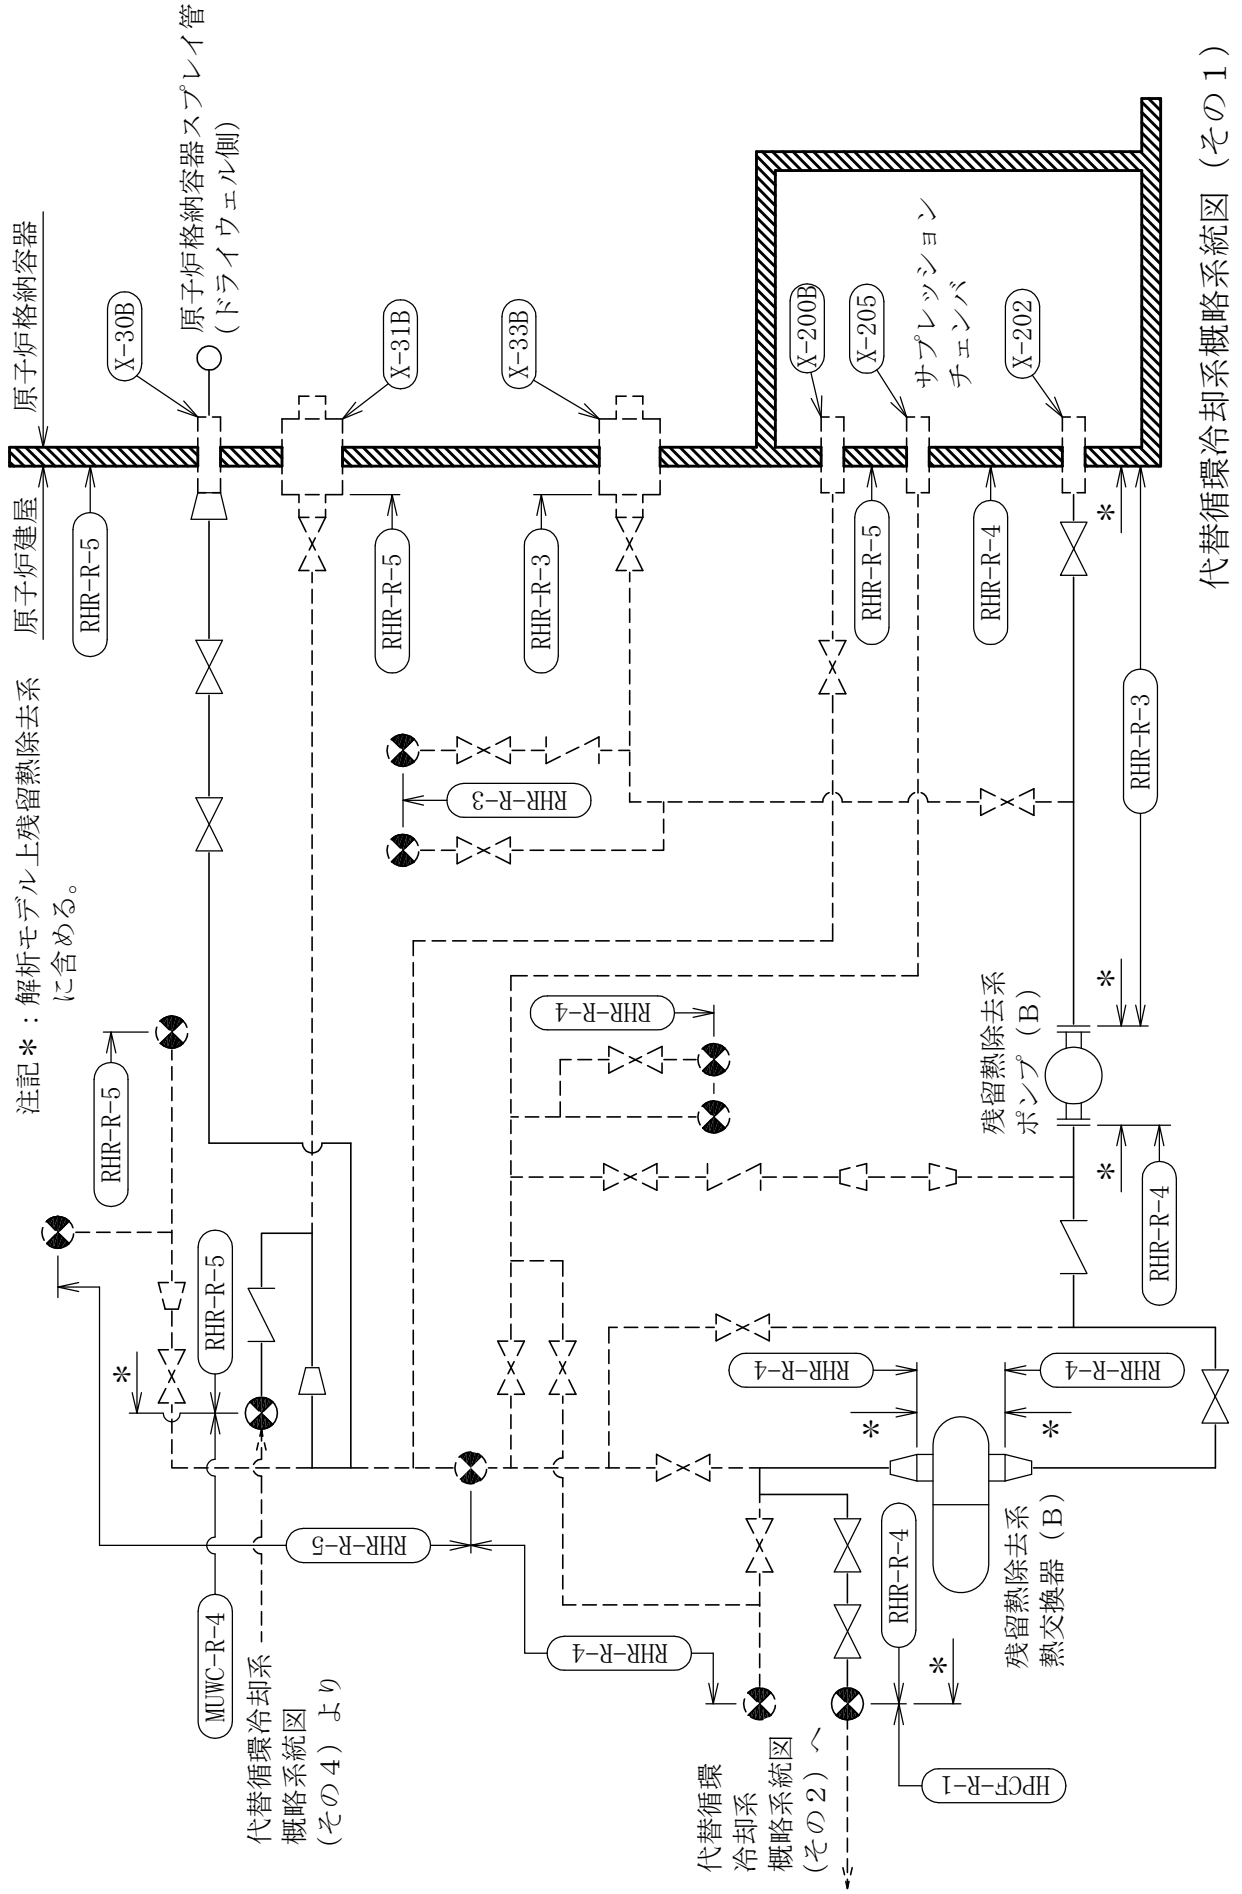 代替循環冷却系概略系統図（その１）
注記＊：解析モデル上残留熱除去系
に含める。
原子炉建屋
原子炉格納容器
RHR-R-5
X-30B
原子炉格納容器スプレイ管
(ドライウェル側)
RHR-R-5
RHR-R-5
＊
MUWC-R-4
代替循環冷却系
概略系統図
(その４) より
X-31B
RHR-R-5
X-33B
RHR-R-3
RHR-R-3
RHR-R-5
RHR-R-4
RHR-R-4
X-200B
X-205
サプレッション
チェンバ
X-202
RHR-R-5
RHR-R-4
＊
RHR-R-3
＊
残留熱除去系
ポンプ (B)
＊
RHR-R-4
RHR-R-4
RHR-R-4
＊
＊
残留熱除去系
熱交換器 (B)
RHR-R-4
＊
HPCF-R-1
代替循環
冷却系
概略系統図
(その２) へ